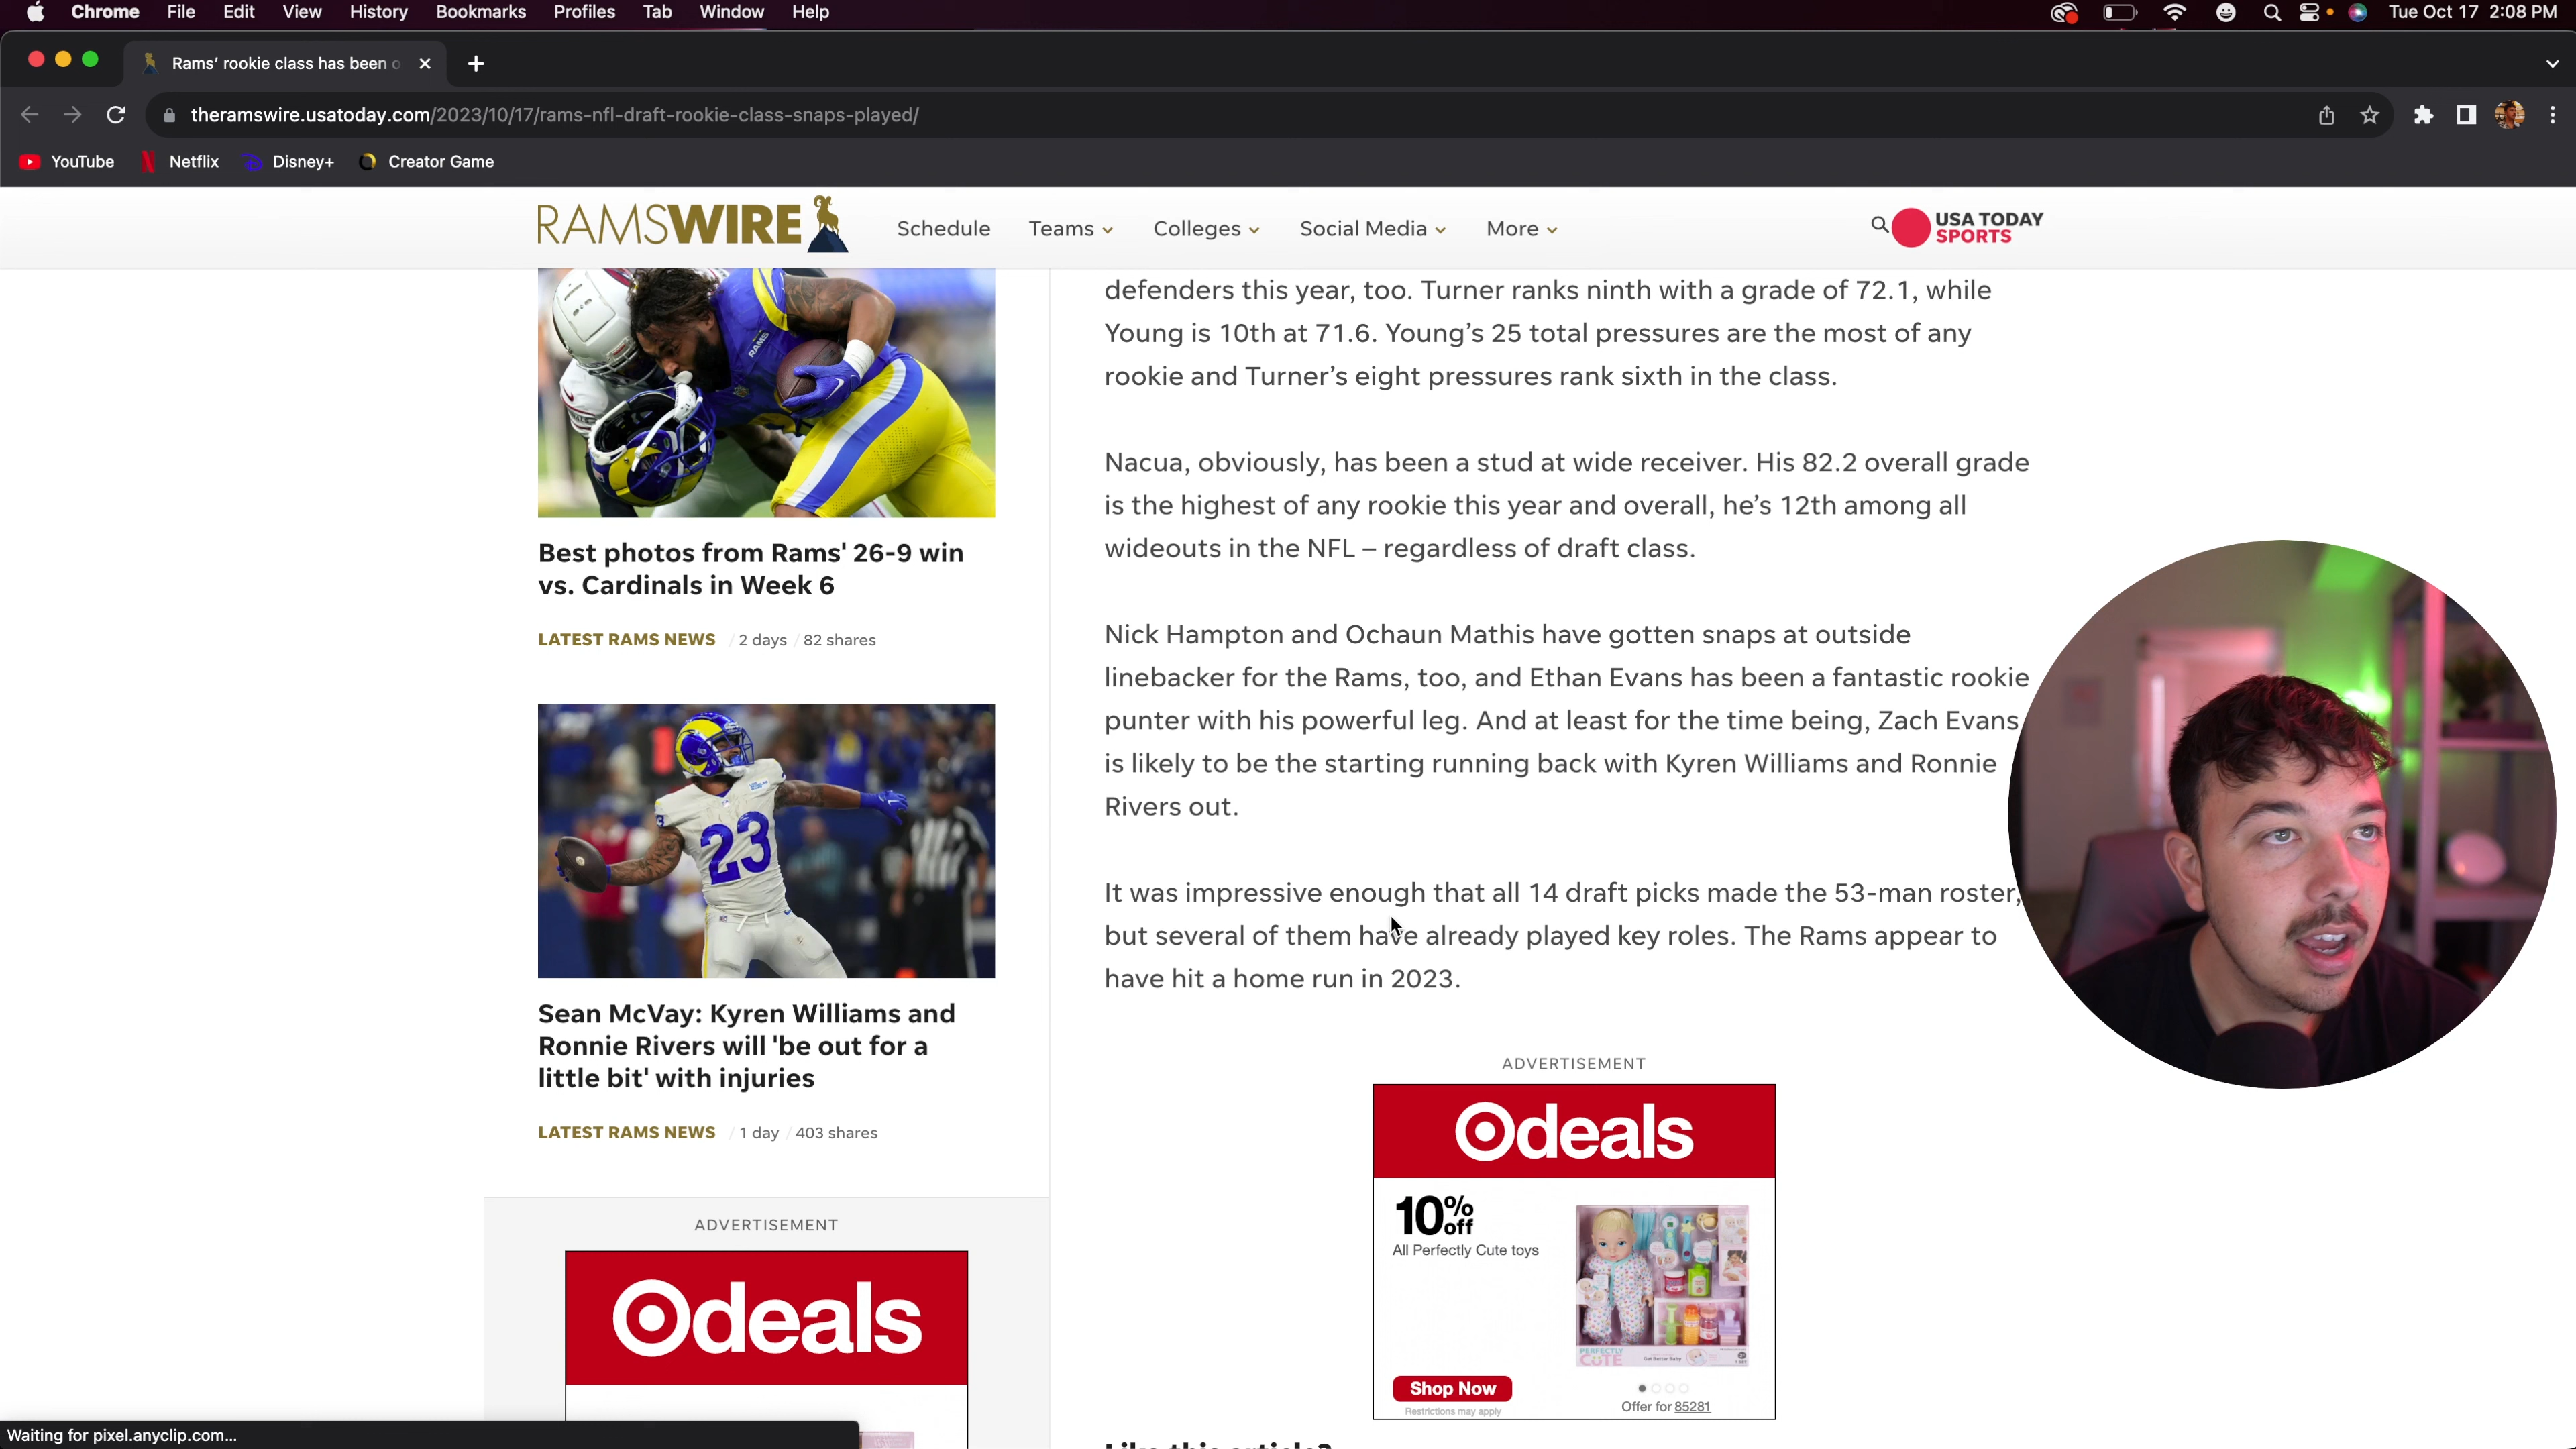 Chrome File Edit View History Bookmarks Profiles Tab Window Help
Tue Oct 17 2:08 PM
Rams' rookie class has been
theramswire.usatoday.com/2023/10/17/rams-nfl-draft-rookie-class-snaps-played/
YouTube Netflix Disney+ Creator Game
RAMSWIRE
Schedule Teams Colleges Social Media More
USA TODAY
SPORTS
RAMS
Best photos from Rams' 26-9 win
vs. Cardinals in Week 6
LATEST RAMS NEWS / 2 days / 82 shares
23
Sean McVay: Kyren Williams and
Ronnie Rivers will 'be out for a
little bit' with injuries
LATEST RAMS NEWS / 1 day / 403 shares
ADVERTISEMENT
deals
defenders this year, too. Turner ranks ninth with a grade of 72.1, while
Young is 10th at 71.6. Young's 25 total pressures are the most of any
rookie and Turner's eight pressures rank sixth in the class.
Nacua, obviously, has been a stud at wide receiver. His 82.2 overall grade
is the highest of any rookie this year and overall, he's 12th among all
wideouts in the NFL – regardless of draft class.
Nick Hampton and Ochaun Mathis have gotten snaps at outside
linebacker for the Rams, too, and Ethan Evans has been a fantastic rookie
punter with his powerful leg. And at least for the time being, Zach Evans
is likely to be the starting running back with Kyren Williams and Ronnie
Rivers out.
It was impressive enough that all 14 draft picks made the 53-man roster,
but several of them have already played key roles. The Rams appear to
have hit a home run in 2023.
ADVERTISEMENT
deals
10% off
All Perfectly Cute toys
PERFECTLY
CUTE
Shop Now
Restrictions may apply
Offer for 85281
Like this article?
Waiting for pixel.anyclip.com...